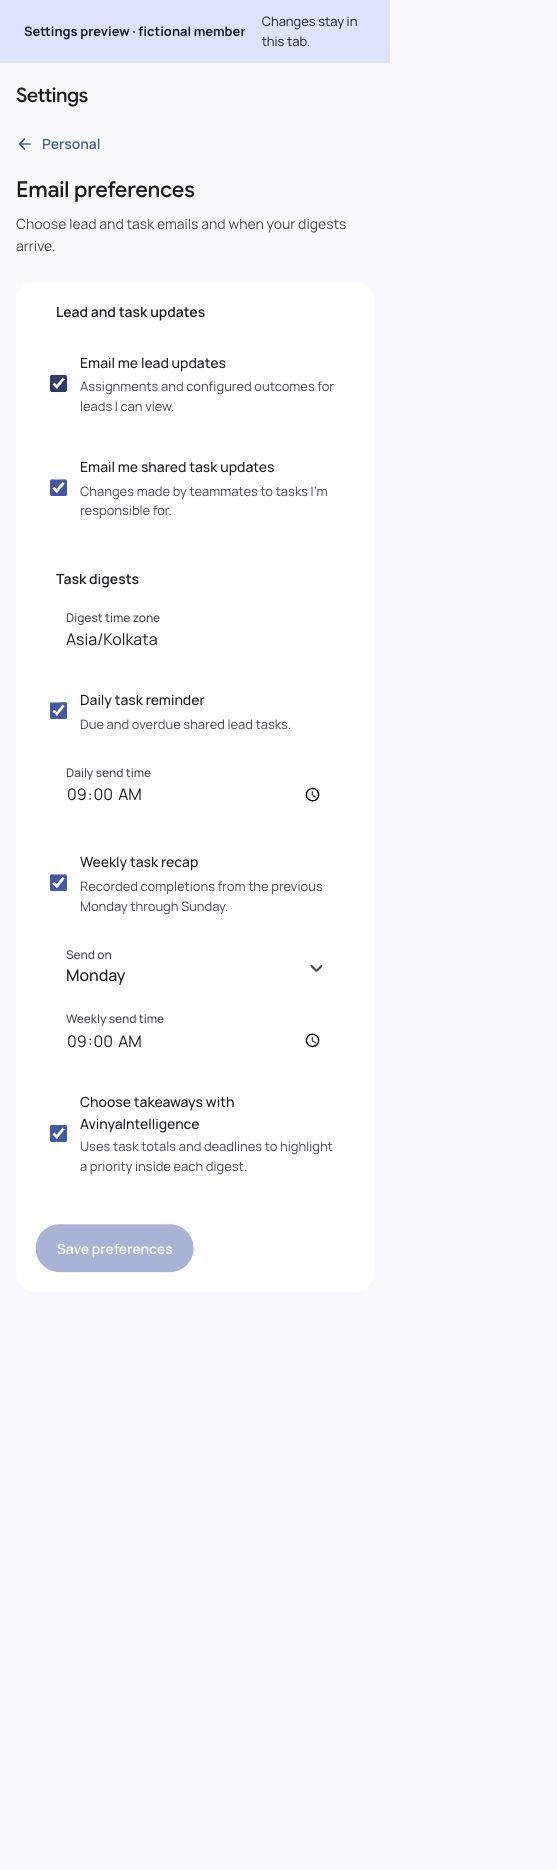 Settings preview · fictional member
Changes stay in
this tab.
Settings
Personal
Email preferences
Choose lead and task emails and when your digests
arrive.
Lead and task updates
Email me lead updates
Assignments and configured outcomes for
leads I can view.
Email me shared task updates
Changes made by teammates to tasks I'm
responsible for.
Task digests
Digest time zone
Asia/Kolkata
Daily task reminder
Due and overdue shared lead tasks.
Daily send time
09:00 AM
Weekly task recap
Recorded completions from the previous
Monday through Sunday.
Send on
Monday
Weekly send time
09:00 AM
Choose takeaways with
AvinyaIntelligence
Uses task totals and deadlines to highlight
a priority inside each digest.
Save preferences